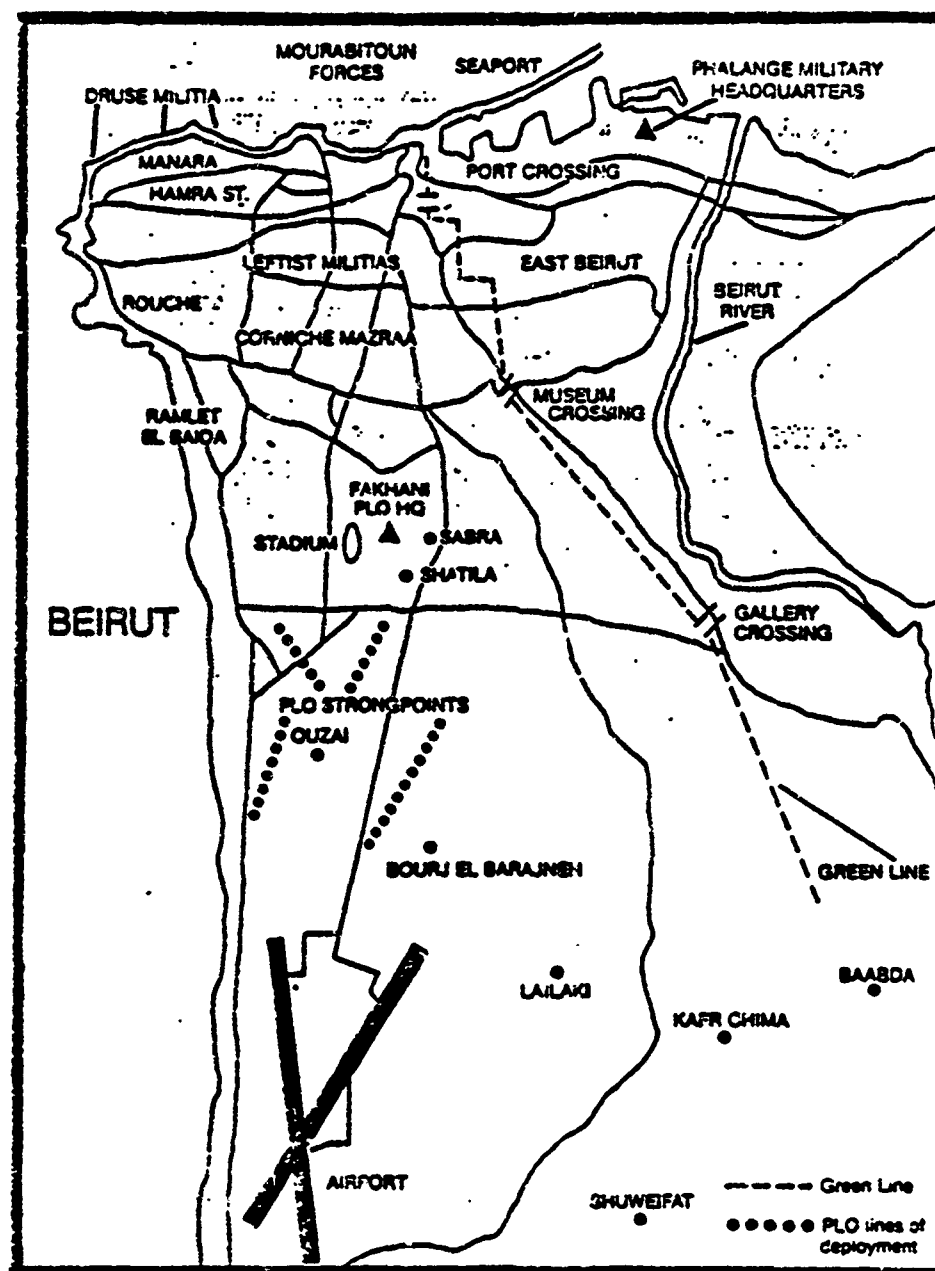 MOURABITOUN
FORCES
SEAPORT
PHALANGE MILITARY
HEADQUARTERS
DRUSE MILITIA
MANARA
PORT CROSSING
HAMRA ST.
LEFTIST MILITIAS
EAST BEIRUT
BEIRUT
RIVER
ROUCHE
CORNICHE MAZRAA
MUSEUM
CROSSING
RAMLET
EL BAIDA
FAKHANI
PLO HQ
STADIUM
SABRA
SHATILA
BEIRUT
GALLERY
CROSSING
PLO STRONGPOINTS
OUZAI
BOURJ EL BARAJNEH
GREEN LINE
LAILAKI
BAABDA
KAFR CHIMA
AIRPORT
SHUWEIFAT
Green Line
PLO lines of
deployment